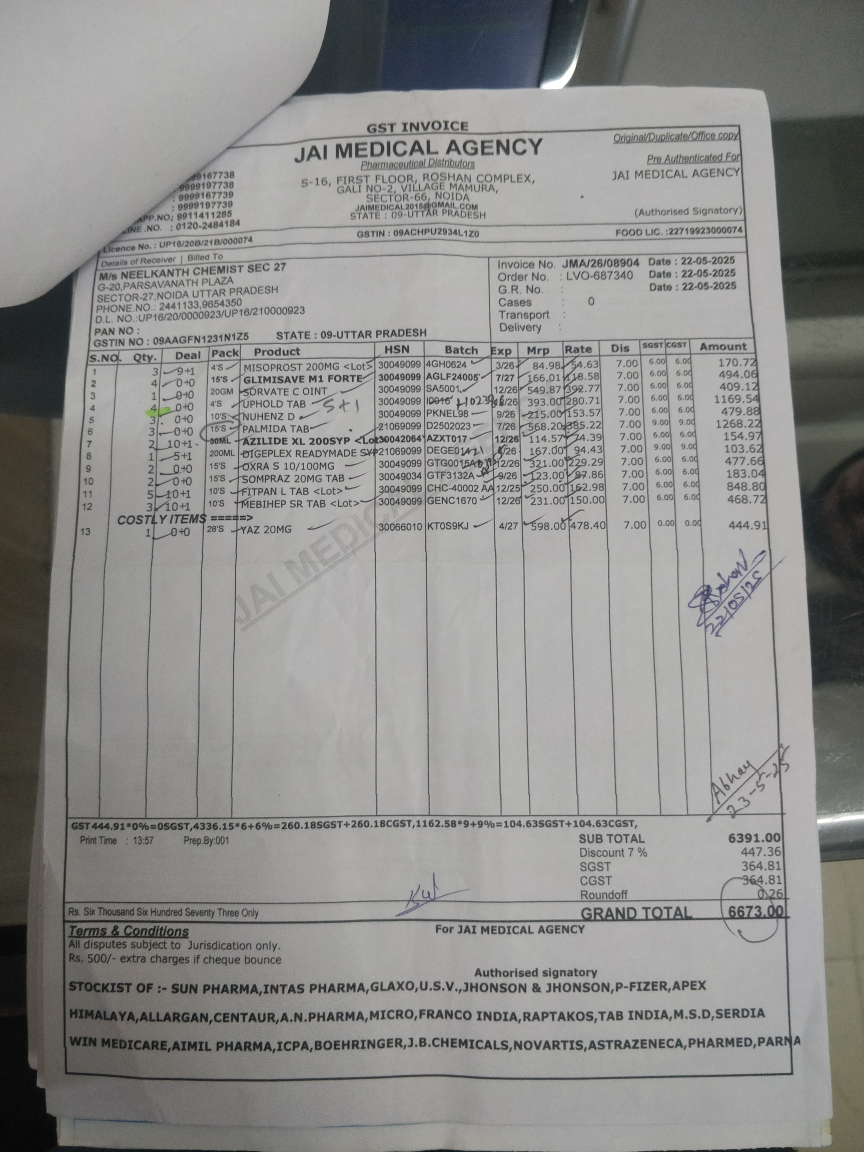 GST INVOICE
Original/Duplicate/Office copy
JAI MEDICAL AGENCY
Pharmaceutical Distributors
Pre Authenticated For
JAI MEDICAL AGENCY
S-16, FIRST FLOOR, ROSHAN COMPLEX,
GALI NO-2, VILLAGE MAMURA,
SECTOR-66, NOIDA
JAIMEDICAL2015@GMAIL.COM
STATE : 09-UTTAR PRADESH
(Authorised Signatory)
9999197738
: 9999167739
: 9999197739
APP.NO; 9911411285
INE .NO. : 0120-2484184
Licence No. : UP16/20B/21B/000074
GSTIN : 09ACHPU2934L1Z0
FOOD LIC. :22719923000074
Details of Receiver | Billed To
M/s NEELKANTH CHEMIST SEC 27
G-20,PARSAVANATH PLAZA
SECTOR-27,NOIDA UTTAR PRADESH
PHONE.NO : 2441133,9654350
D.L. NO.:UP16/20/0000923/UP16/210000923
PAN NO :
GSTIN NO : 09AAGFN1231N1Z5 STATE : 09-UTTAR PRADESH
Invoice No. JMA/26/08904 Date : 22-05-2025
Order No. : LVO-687340 Date : 22-05-2025
G.R. No. : Date : 22-05-2025
Cases : 0
Transport :
Delivery :
S.NO. Qty. Deal Pack Product HSN Batch Exp Mrp Rate Dis SGST CGST Amount
1 3 9+1 4'S MISOPROST 200MG <Lot> 30049099 4GH0624 3/26 84.98 54.63 7.00 6.00 6.00 170.72
2 4 0+0 15'S GLIMISAVE M1 FORTE 30049099 AGLF24005 7/27 166.01 118.58 7.00 6.00 6.00 494.06
3 1 0+0 20GM SORVATE C OINT 30049099 SA5001 12/26 549.87 392.77 7.00 6.00 6.00 409.12
4 4 0+0 4'S UPHOLD TAB 5+1 30049099 393.00 280.71 7.00 6.00 6.00 1169.54
5 3 0+0 10'S NUHENZ D 30049099 PKNEL98 9/26 215.00 153.57 7.00 6.00 6.00 479.88
6 3 0+0 15'S PALMIDA TAB 21069099 D2502023 7/26 568.20 385.22 7.00 9.00 9.00 1268.22
7 2 10+1 30ML AZILIDE XL 200SYP <Lot 30042064 AZXT017 12/26 114.57 74.39 7.00 6.00 6.00 154.97
8 1 5+1 200ML DIGEPLEX READYMADE SYP 21069099 167.00 94.43 7.00 9.00 9.00 103.62
9 2 0+0 15'S OXRA S 10/100MG 30049099 12/26 321.00 229.29 7.00 6.00 6.00 477.66
10 2 0+0 15'S SOMPRAZ 20MG TAB 30049034 GTF3132A 9/26 123.00 87.86 7.00 6.00 6.00 183.04
11 5 10+1 10'S FITPAN L TAB <Lot> 30049099 CHC-40002 AA 12/25 250.00 162.98 7.00 6.00 6.00 848.80
12 3 10+1 10'S MEBIHEP SR TAB <Lot> 30049099 GENC1670 12/26 231.00 150.00 7.00 6.00 6.00 468.72
COSTLY ITEMS =====>
13 1 0+0 28'S YAZ 20MG 30066010 KT0S9KJ 4/27 598.00 478.40 7.00 0.00 0.00 444.91
JAI MEDIC
22/05/25
Abhay
23-5-25
GST444.91*0%=0SGST,4336.15*6+6%=260.18SGST+260.18CGST,1162.58*9+9%=104.63SGST+104.63CGST,
Print Time : 13:57 Prep.By:001
SUB TOTAL 6391.00
Discount 7 % 447.36
SGST 364.81
CGST 364.81
Roundoff 0.26
Rs. Six Thousand Six Hundred Seventy Three Only
GRAND TOTAL 6673.00
Terms & Conditions
All disputes subject to Jurisdication only.
Rs. 500/- extra charges if cheque bounce
For JAI MEDICAL AGENCY
Authorised signatory
STOCKIST OF :- SUN PHARMA,INTAS PHARMA,GLAXO,U.S.V.,JHONSON & JHONSON,P-FIZER,APEX
HIMALAYA,ALLARGAN,CENTAUR,A.N.PHARMA,MICRO,FRANCO INDIA,RAPTAKOS,TAB INDIA,M.S.D,SERDIA
WIN MEDICARE,AIMIL PHARMA,ICPA,BOEHRINGER,J.B.CHEMICALS,NOVARTIS,ASTRAZENECA,PHARMED,PARNA